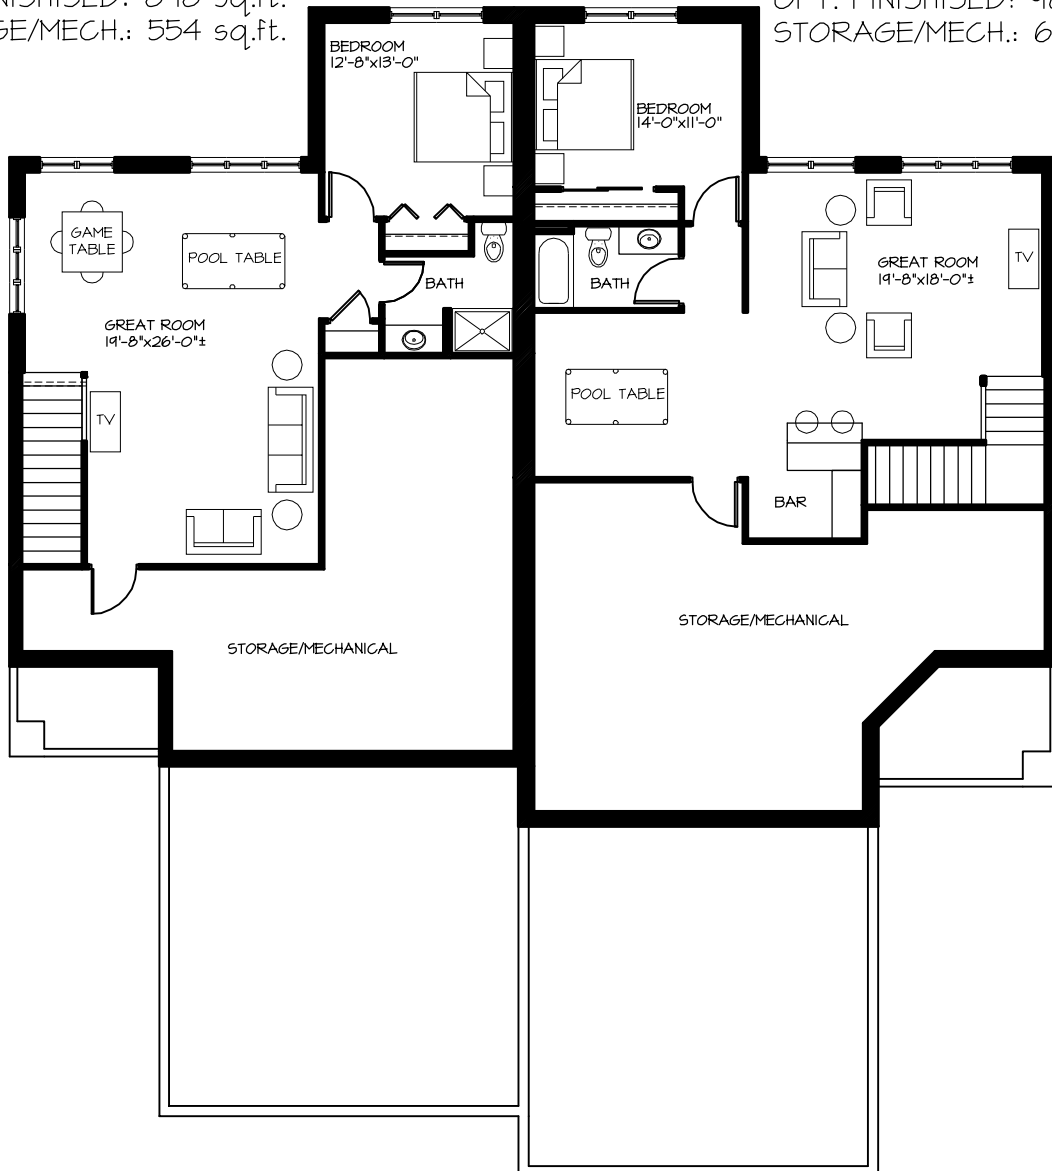 sq.ft.
GE/MECH.: 554 sq.ft.
STORAGE/MECH.: 6
BEDROOM
12'-8"x13'-0"
BEDROOM
14'-0"x11'-0"
GAME
TABLE
POOL TABLE
BATH
BATH
GREAT ROOM
19'-8"x18'-0"±
TV
GREAT ROOM
19'-8"x26'-0"±
TV
POOL TABLE
BAR
STORAGE/MECHANICAL
STORAGE/MECHANICAL